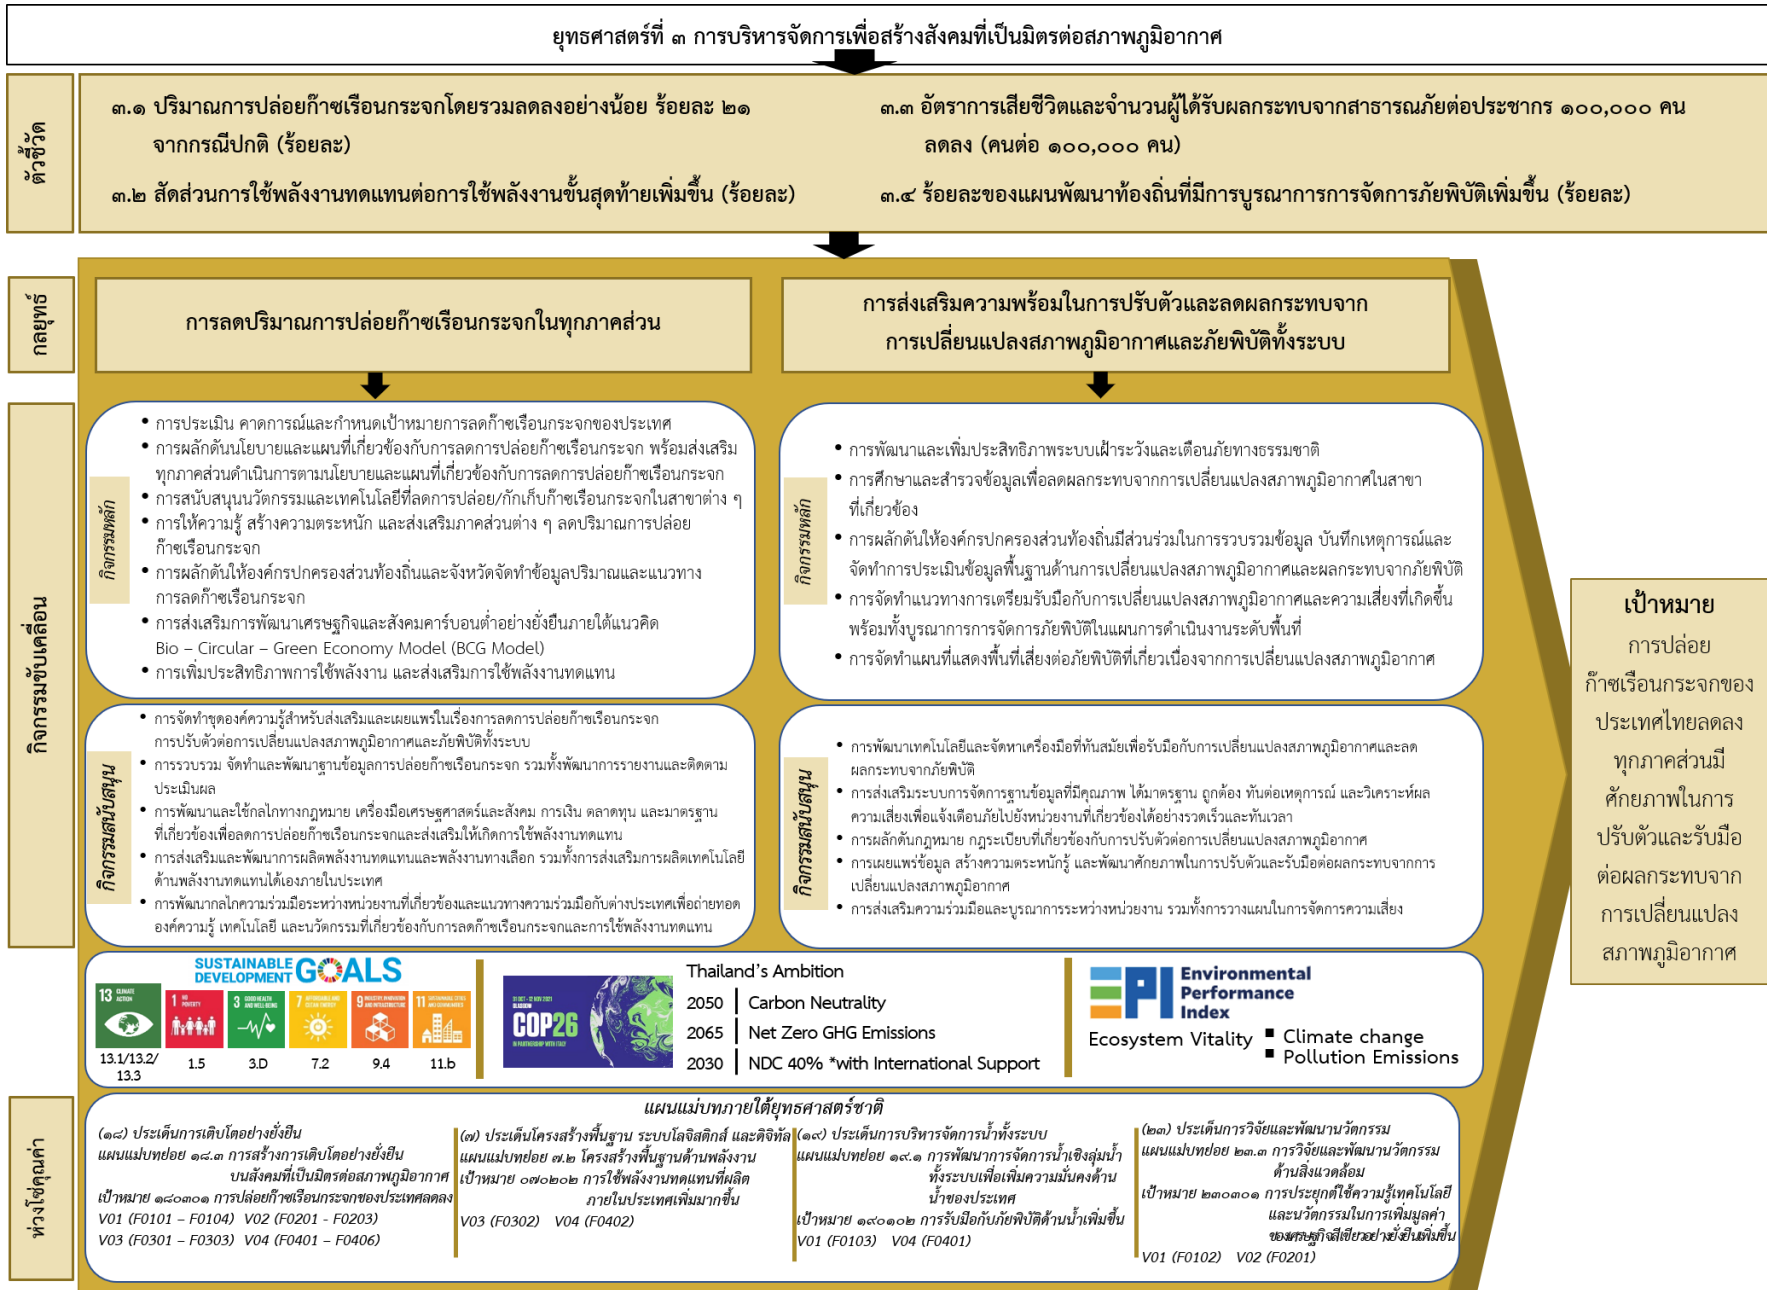 ยุทธศาสตร์ที่ ๓ การบริหารจัดการเพื่อสร้างสังคมที่เป็นมิตรต่อสภาพภูมิอากาศ
ตัวชี้วัด
๓.๑ ปริมาณการปล่อยก๊าซเรือนกระจกโดยรวมลดลงอย่างน้อย ร้อยละ ๒๑
จากกรณีปกติ (ร้อยละ)
๓.๒ สัดส่วนการใช้พลังงานทดแทนต่อการใช้พลังงานขั้นสุดท้ายเพิ่มขึ้น (ร้อยละ)
๓.๓ อัตราการเสียชีวิตและจำนวนผู้ได้รับผลกระทบจากสาธารณภัยต่อประชากร ๑๐๐,๐๐๐ คน
ลดลง (คนต่อ ๑๐๐,๐๐๐ คน)
๓.๔ ร้อยละของแผนพัฒนาท้องถิ่นที่มีการบูรณาการการจัดการภัยพิบัติเพิ่มขึ้น (ร้อยละ)
กลยุทธ์
การลดปริมาณการปล่อยก๊าซเรือนกระจกในทุกภาคส่วน
การส่งเสริมความพร้อมในการปรับตัวและลดผลกระทบจาก
การเปลี่ยนแปลงสภาพภูมิอากาศและภัยพิบัติทั้งระบบ
กิจกรรมขับเคลื่อน
กิจกรรมหลัก
• การประเมิน คาดการณ์และกำหนดเป้าหมายการลดก๊าซเรือนกระจกของประเทศ
• การผลักดันนโยบายและแผนที่เกี่ยวข้องกับการลดการปล่อยก๊าซเรือนกระจก พร้อมส่งเสริม
ทุกภาคส่วนดำเนินการตามนโยบายและแผนที่เกี่ยวข้องกับการลดการปล่อยก๊าซเรือนกระจก
• การสนับสนุนนวัตกรรมและเทคโนโลยีที่ลดการปล่อย/กักเก็บก๊าซเรือนกระจกในสาขาต่าง ๆ
• การให้ความรู้ สร้างความตระหนัก และส่งเสริมภาคส่วนต่าง ๆ ลดปริมาณการปล่อย
ก๊าซเรือนกระจก
• การผลักดันให้องค์กรปกครองส่วนท้องถิ่นและจังหวัดจัดทำข้อมูลปริมาณและแนวทาง
การลดก๊าซเรือนกระจก
• การส่งเสริมการพัฒนาเศรษฐกิจและสังคมคาร์บอนต่ำอย่างยั่งยืนภายใต้แนวคิด
Bio – Circular – Green Economy Model (BCG Model)
• การเพิ่มประสิทธิภาพการใช้พลังงาน และส่งเสริมการใช้พลังงานทดแทน
กิจกรรมหลัก
• การพัฒนาและเพิ่มประสิทธิภาพระบบเฝ้าระวังและเตือนภัยทางธรรมชาติ
• การศึกษาและสำรวจข้อมูลเพื่อลดผลกระทบจากการเปลี่ยนแปลงสภาพภูมิอากาศในสาขา
ที่เกี่ยวข้อง
• การผลักดันให้องค์กรปกครองส่วนท้องถิ่นมีส่วนร่วมในการรวบรวมข้อมูล บันทึกเหตุการณ์และ
จัดทำการประเมินข้อมูลพื้นฐานด้านการเปลี่ยนแปลงสภาพภูมิอากาศและผลกระทบจากภัยพิบัติ
• การจัดทำแนวทางการเตรียมรับมือกับการเปลี่ยนแปลงสภาพภูมิอากาศและความเสี่ยงที่เกิดขึ้น
พร้อมทั้งบูรณาการการจัดการภัยพิบัติในแผนการดำเนินงานระดับพื้นที่
• การจัดทำแผนที่แสดงพื้นที่เสี่ยงต่อภัยพิบัติที่เกี่ยวเนื่องจากการเปลี่ยนแปลงสภาพภูมิอากาศ
กิจกรรมสนับสนุน
• การจัดทำชุดองค์ความรู้สำหรับส่งเสริมและเผยแพร่ในเรื่องการลดการปล่อยก๊าซเรือนกระจก
การปรับตัวต่อการเปลี่ยนแปลงสภาพภูมิอากาศและภัยพิบัติทั้งระบบ
• การรวบรวม จัดทำและพัฒนาฐานข้อมูลการปล่อยก๊าซเรือนกระจก รวมทั้งพัฒนาการรายงานและติดตาม
ประเมินผล
• การพัฒนาและใช้กลไกทางกฎหมาย เครื่องมือเศรษฐศาสตร์และสังคม การเงิน ตลาดทุน และมาตรฐาน
ที่เกี่ยวข้องเพื่อลดการปล่อยก๊าซเรือนกระจกและส่งเสริมให้เกิดการใช้พลังงานทดแทน
• การส่งเสริมและพัฒนาการผลิตพลังงานทดแทนและพลังงานทางเลือก รวมทั้งการส่งเสริมการผลิตเทคโนโลยี
ด้านพลังงานทดแทนได้เองภายในประเทศ
• การพัฒนากลไกความร่วมมือระหว่างหน่วยงานที่เกี่ยวข้องและแนวทางความร่วมมือกับต่างประเทศเพื่อถ่ายทอด
องค์ความรู้ เทคโนโลยี และนวัตกรรมที่เกี่ยวข้องกับการลดก๊าซเรือนกระจกและการใช้พลังงานทดแทน
กิจกรรมสนับสนุน
• การพัฒนาเทคโนโลยีและจัดหาเครื่องมือที่ทันสมัยเพื่อรับมือกับการเปลี่ยนแปลงสภาพภูมิอากาศและลด
ผลกระทบจากภัยพิบัติ
• การส่งเสริมระบบการจัดการฐานข้อมูลที่มีคุณภาพ ได้มาตรฐาน ถูกต้อง ทันต่อเหตุการณ์ และวิเคราะห์ผล
ความเสี่ยงเพื่อแจ้งเตือนภัยไปยังหน่วยงานที่เกี่ยวข้องได้อย่างรวดเร็วและทันเวลา
• การผลักดันกฎหมาย กฎระเบียบที่เกี่ยวข้องกับการปรับตัวต่อการเปลี่ยนแปลงสภาพภูมิอากาศ
• การเผยแพร่ข้อมูล สร้างความตระหนักรู้ และพัฒนาศักยภาพในการปรับตัวและรับมือต่อผลกระทบจากการ
เปลี่ยนแปลงสภาพภูมิอากาศ
• การส่งเสริมความร่วมมือและบูรณาการระหว่างหน่วยงาน รวมทั้งการวางแผนในการจัดการความเสี่ยง
เป้าหมาย
การปล่อย
ก๊าซเรือนกระจกของ
ประเทศไทยลดลง
ทุกภาคส่วนมี
ศักยภาพในการ
ปรับตัวและรับมือ
ต่อผลกระทบจาก
การเปลี่ยนแปลง
สภาพภูมิอากาศ
SUSTAINABLE
DEVELOPMENT GOALS
13 CLIMATE ACTION
1 NO POVERTY
3 GOOD HEALTH AND WELL-BEING
7 AFFORDABLE AND CLEAN ENERGY
9 INDUSTRY, INNOVATION AND INFRASTRUCTURE
11 SUSTAINABLE CITIES AND COMMUNITIES
13.1/13.2/
13.3
1.5
3.D
7.2
9.4
11.b
31 OCT - 12 NOV 2021
GLASGOW
COP26
IN PARTNERSHIP WITH ITALY
Thailand's Ambition
2050 Carbon Neutrality
2065 Net Zero GHG Emissions
2030 NDC 40% *with International Support
EPI Environmental
Performance
Index
Ecosystem Vitality
▪ Climate change
▪ Pollution Emissions
ห่วงโซ่คุณค่า
แผนแม่บทภายใต้ยุทธศาสตร์ชาติ
(๑๘) ประเด็นการเติบโตอย่างยั่งยืน
แผนแม่บทย่อย ๑๘.๓ การสร้างการเติบโตอย่างยั่งยืน
บนสังคมที่เป็นมิตรต่อสภาพภูมิอากาศ
เป้าหมาย ๑๘๐๓๐๑ การปล่อยก๊าซเรือนกระจกของประเทศลดลง
V01 (F0101 – F0104) V02 (F0201 - F0203)
V03 (F0301 – F0303) V04 (F0401 – F0406)
(๗) ประเด็นโครงสร้างพื้นฐาน ระบบโลจิสติกส์ และดิจิทัล
แผนแม่บทย่อย ๗.๒ โครงสร้างพื้นฐานด้านพลังงาน
เป้าหมาย ๐๗๐๒๐๒ การใช้พลังงานทดแทนที่ผลิต
ภายในประเทศเพิ่มมากขึ้น
V03 (F0302) V04 (F0402)
(๑๙) ประเด็นการบริหารจัดการน้ำทั้งระบบ
แผนแม่บทย่อย ๑๙.๑ การพัฒนาการจัดการน้ำเชิงลุ่มน้ำ
ทั้งระบบเพื่อเพิ่มความมั่นคงด้าน
น้ำของประเทศ
เป้าหมาย ๑๙๐๑๐๒ การรับมือกับภัยพิบัติด้านน้ำเพิ่มขึ้น
V01 (F0103) V04 (F0401)
(๒๓) ประเด็นการวิจัยและพัฒนานวัตกรรม
แผนแม่บทย่อย ๒๓.๓ การวิจัยและพัฒนานวัตกรรม
ด้านสิ่งแวดล้อม
เป้าหมาย ๒๓๐๓๐๑ การประยุกต์ใช้ความรู้เทคโนโลยี
และนวัตกรรมในการเพิ่มมูลค่า
ของเศรษฐกิจสีเขียวอย่างยั่งยืนเพิ่มขึ้น
V01 (F0102) V02 (F0201)